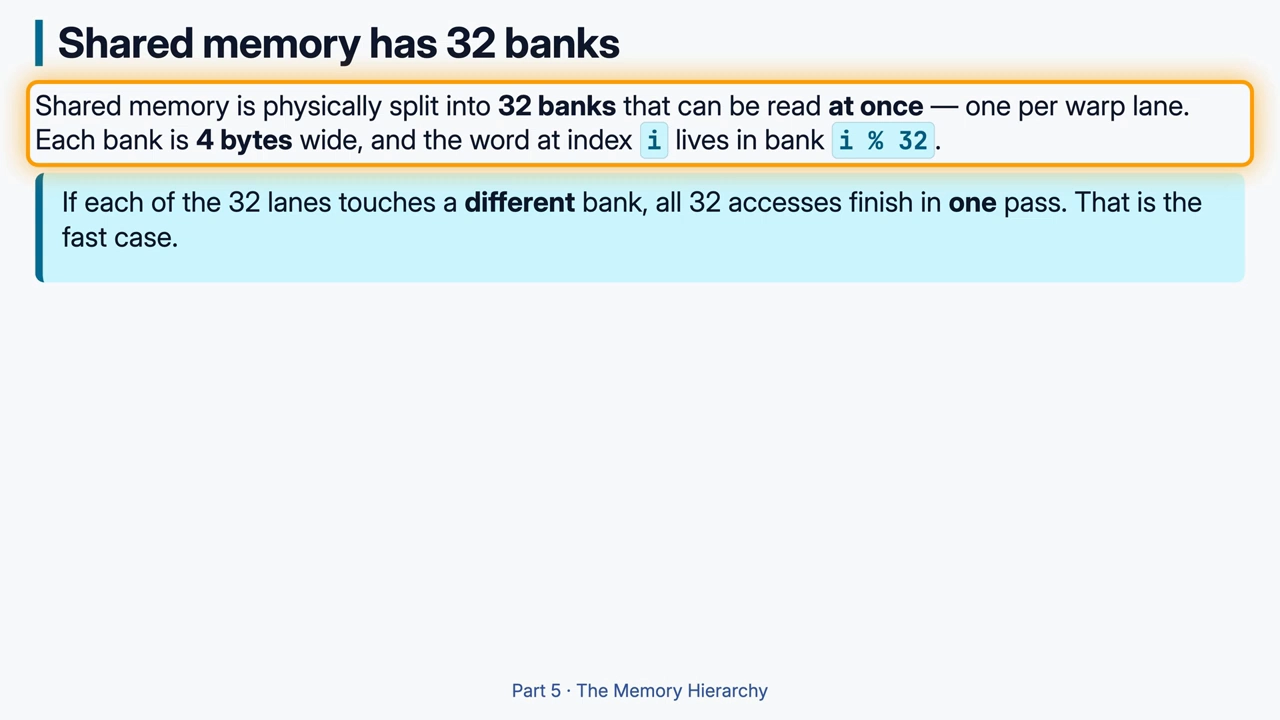 Shared memory has 32 banks
Shared memory is physically split into 32 banks that can be read at once — one per warp lane.
Each bank is 4 bytes wide, and the word at index i lives in bank i % 32.
If each of the 32 lanes touches a different bank, all 32 accesses finish in one pass. That is the
fast case.
Part 5 · The Memory Hierarchy